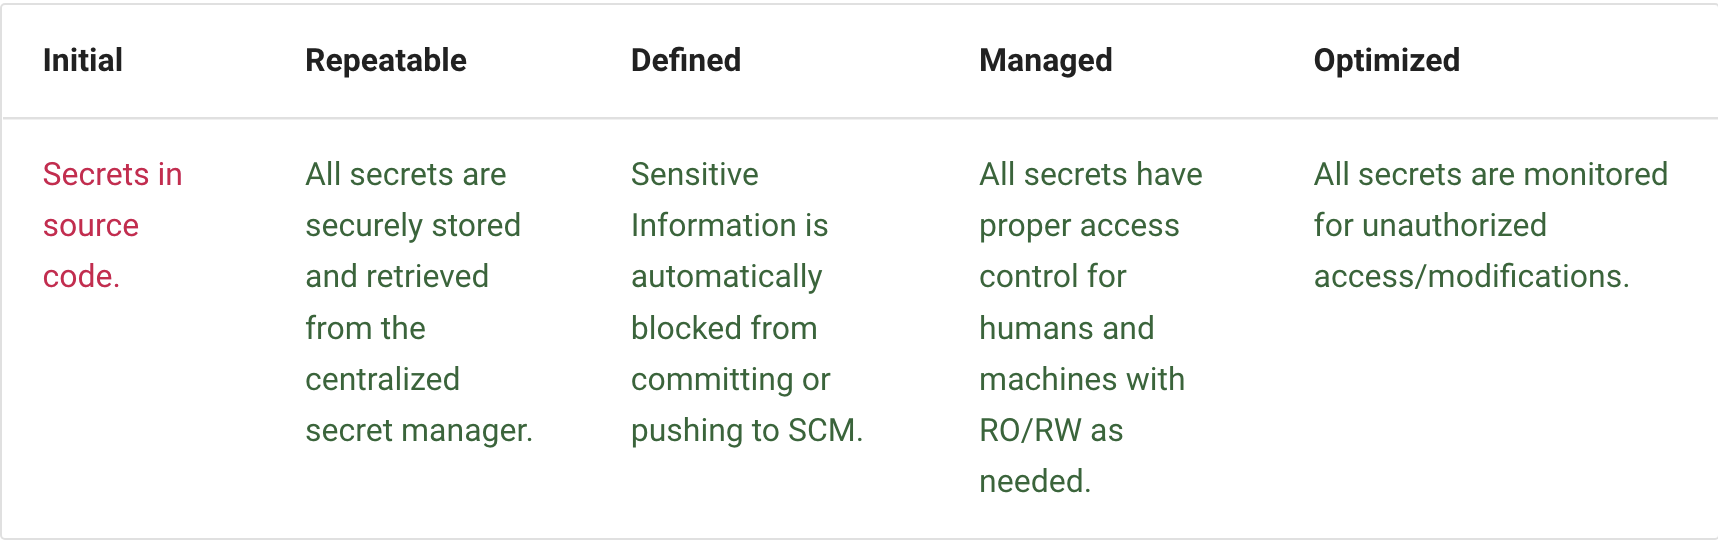 Initial
Repeatable
Defined
Managed
Optimized
Secrets in
source
code.
All secrets are
securely stored
and retrieved
from the
centralized
secret manager.
Sensitive
Information is
automatically
blocked from
committing or
pushing to SCM.
All secrets have
proper access
control for
humans and
machines with
RO/RW as
needed.
All secrets are monitored
for unauthorized
access/modifications.